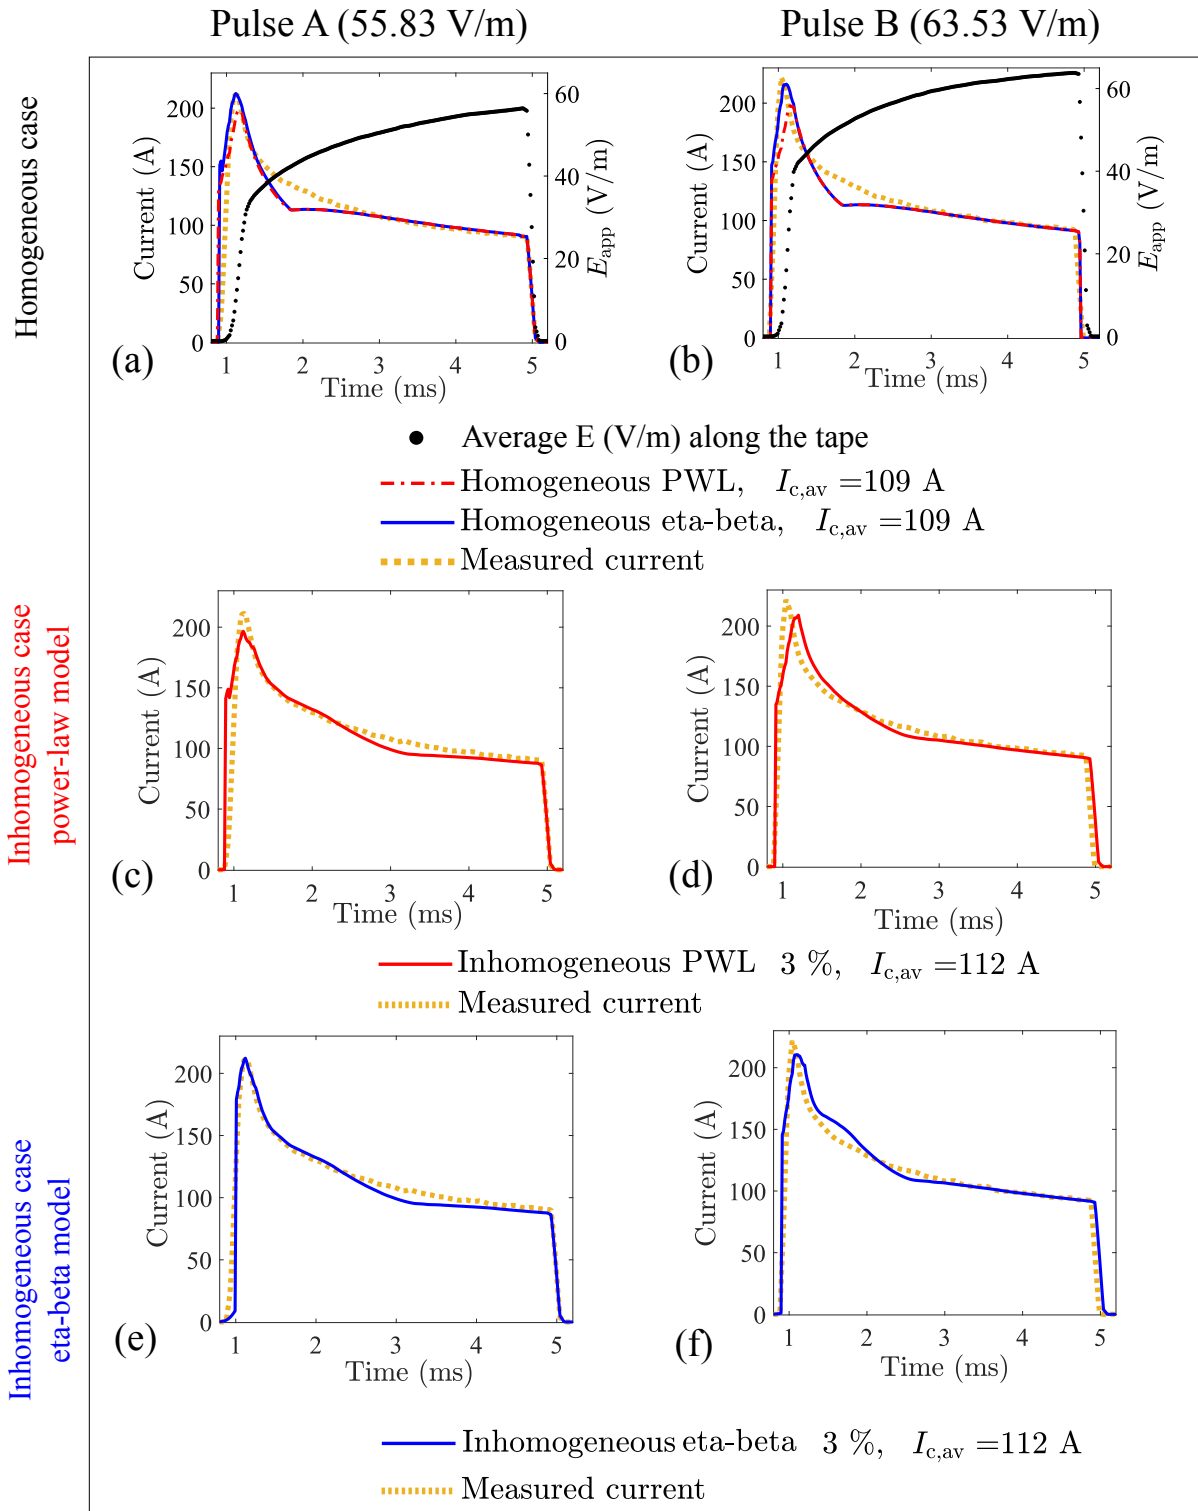 Pulse A (55.83 V/m)
Pulse B (63.53 V/m)
Homogeneous case
Current (A)
200
150
100
50
0
1
2
3
4
5
Time (ms)
60
40
20
0
E_app (V/m)
(a)
Current (A)
200
150
100
50
0
1
2
3
4
5
Time (ms)
60
40
20
0
E_app (V/m)
(b)
Average E (V/m) along the tape
Homogeneous PWL, I_c,av =109 A
Homogeneous eta-beta, I_c,av =109 A
Measured current
Inhomogeneous case
power-law model
Current (A)
200
150
100
50
0
1
2
3
4
5
Time (ms)
(c)
Current (A)
200
150
100
50
0
1
2
3
4
5
Time (ms)
(d)
Inhomogeneous PWL 3 %, I_c,av =112 A
Measured current
Inhomogeneous case
eta-beta model
Current (A)
200
150
100
50
0
1
2
3
4
5
Time (ms)
(e)
Current (A)
200
150
100
50
0
1
2
3
4
5
Time (ms)
(f)
Inhomogeneous eta-beta 3 %, I_c,av =112 A
Measured current